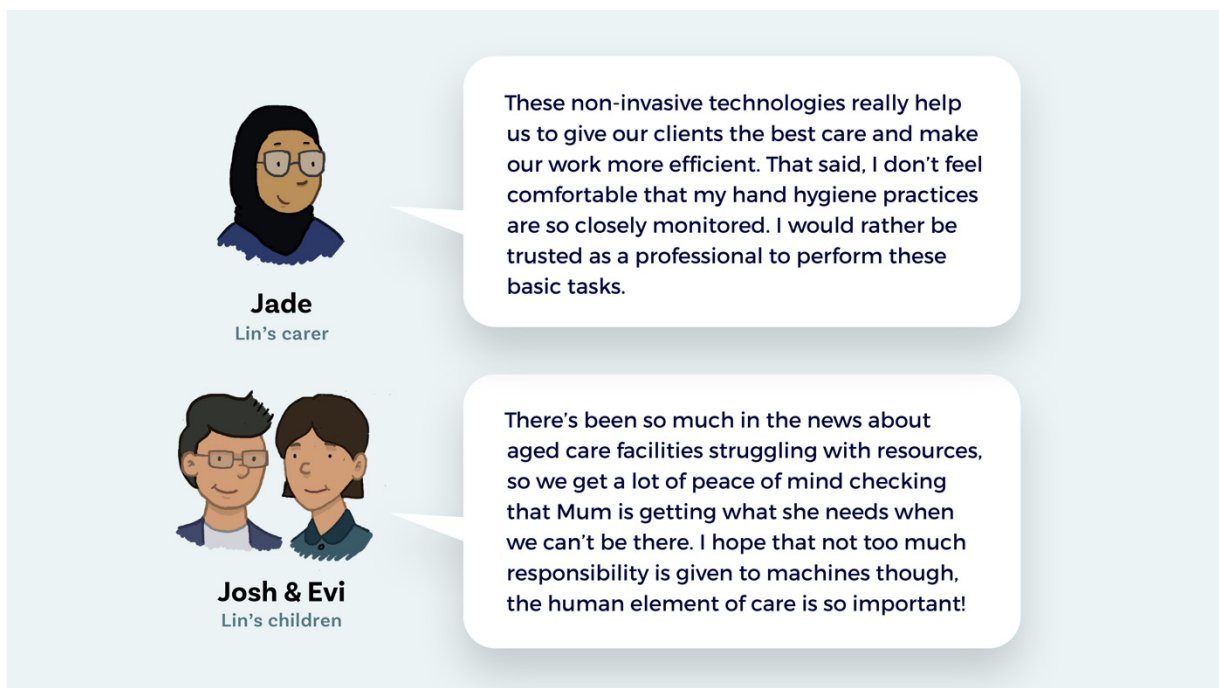 These non-invasive technologies really help
us to give our clients the best care and make
our work more efficient. That said, I don’t feel
comfortable that my hand hygiene practices
are so closely monitored. I would rather be
trusted as a professional to perform these
basic tasks.
Jade
Lin’s carer
There’s been so much in the news about
aged care facilities struggling with resources,
so we get a lot of peace of mind checking
that Mum is getting what she needs when
we can’t be there. I hope that not too much
responsibility is given to machines though,
the human element of care is so important!
Josh & Evi
Lin’s children